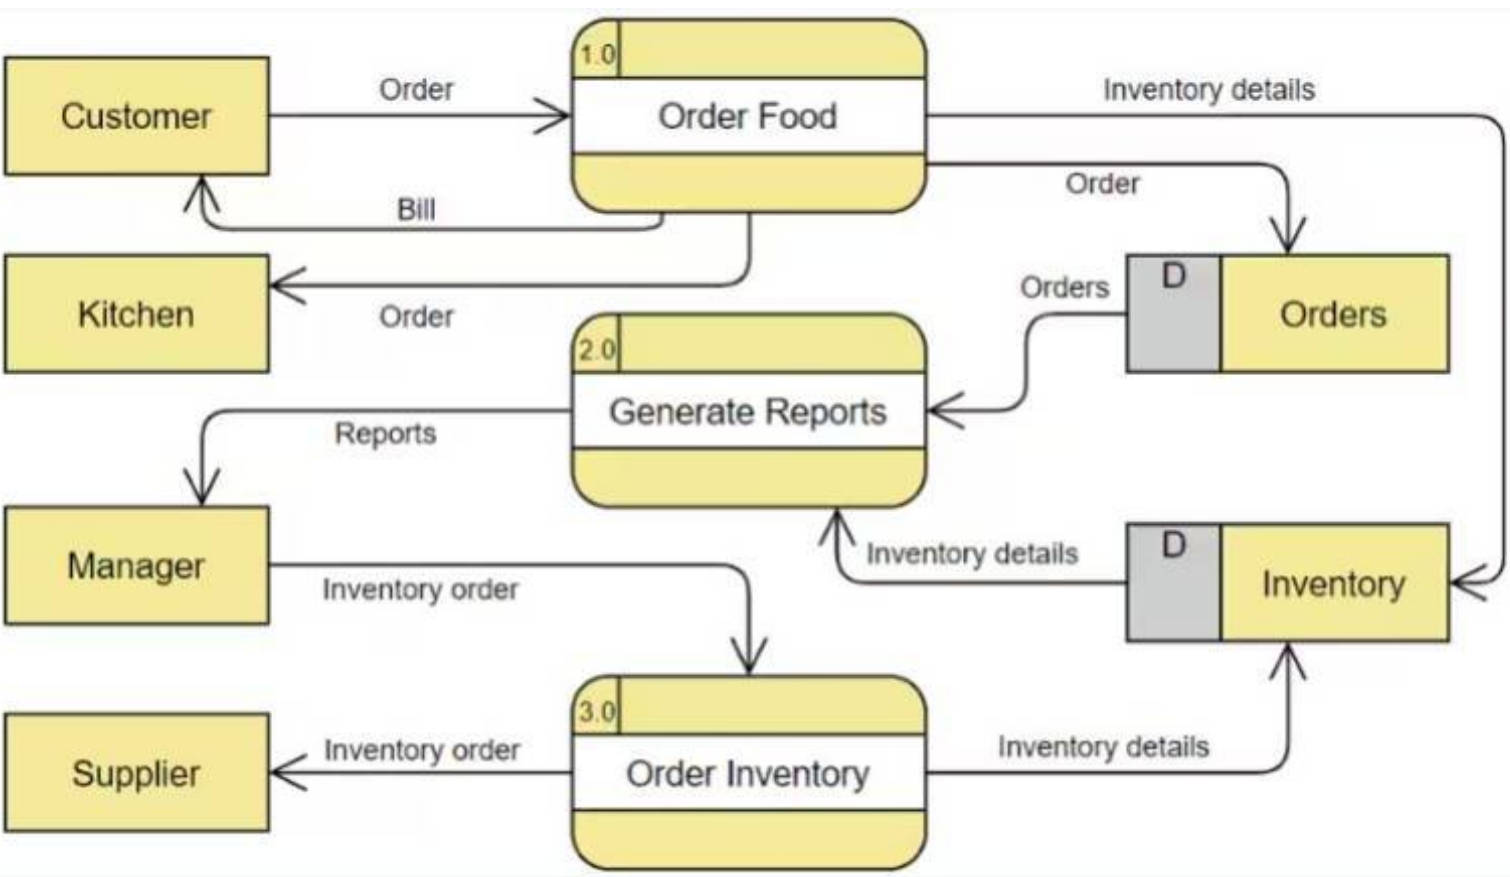 1.0
Customer
Order
Order Food
Inventory details
Order
Bill
Kitchen
Order
D
Orders
Orders
2.0
Generate Reports
Reports
Manager
Inventory order
Inventory details
D
Inventory
3.0
Supplier
Inventory order
Order Inventory
Inventory details